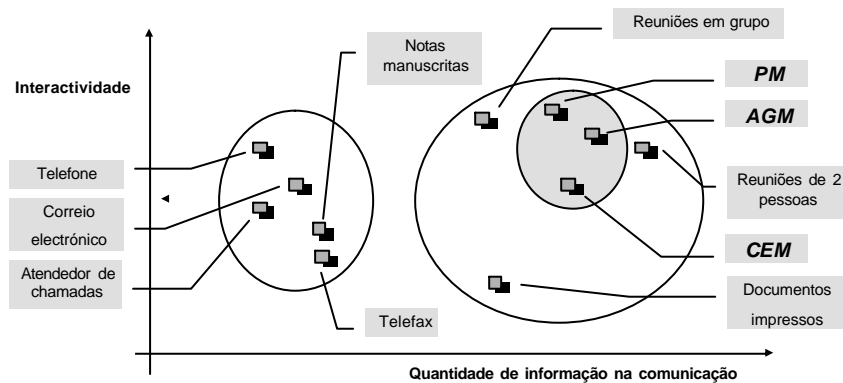 Reuniões em grupo
Notas
manuscritas
PM
Interactividade
AGM
Telefone
Reuniões de 2
pessoas
Correio
electrónico
CEM
Atendedor de
chamadas
Documentos
impressos
Telefax
Quantidade de informação na comunicação